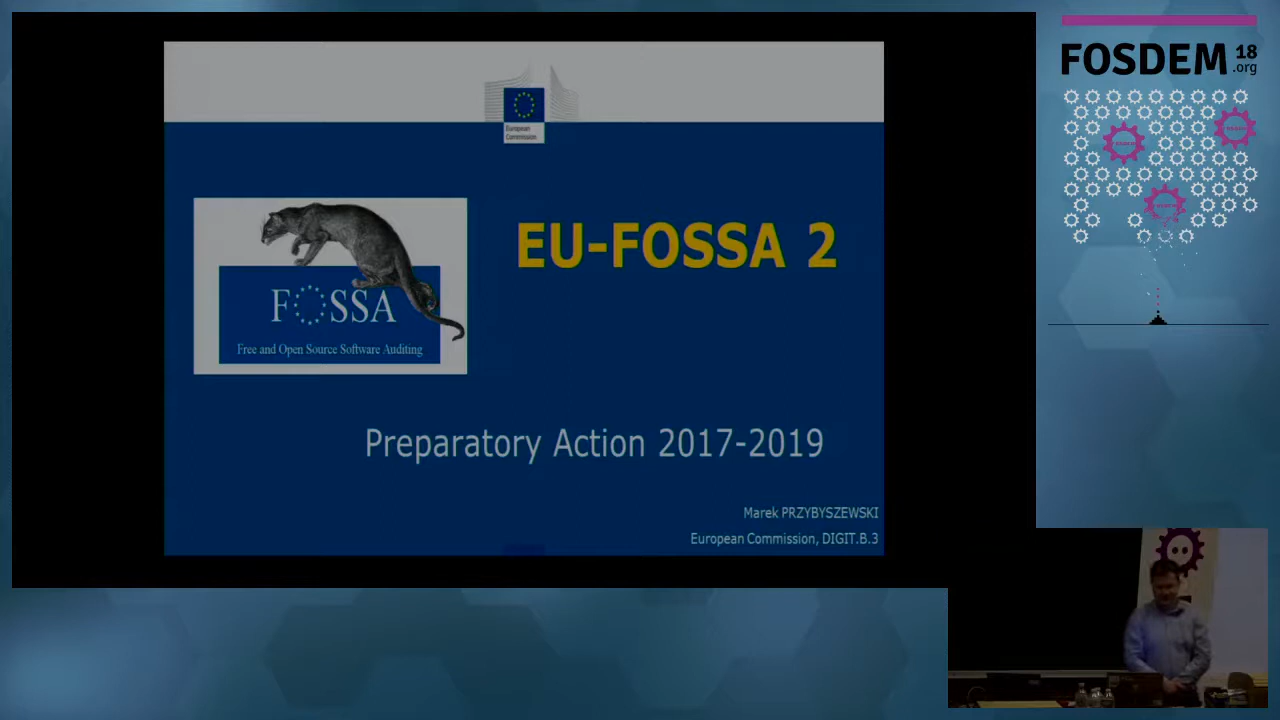 European
Commission
EU-FOSSA 2
FOSSA
Free and Open Source Software Auditing
Preparatory Action 2017-2019
Marek PRZYBYSZEWSKI
European Commission, DIGIT.B.3
FOSDEM 18
.org